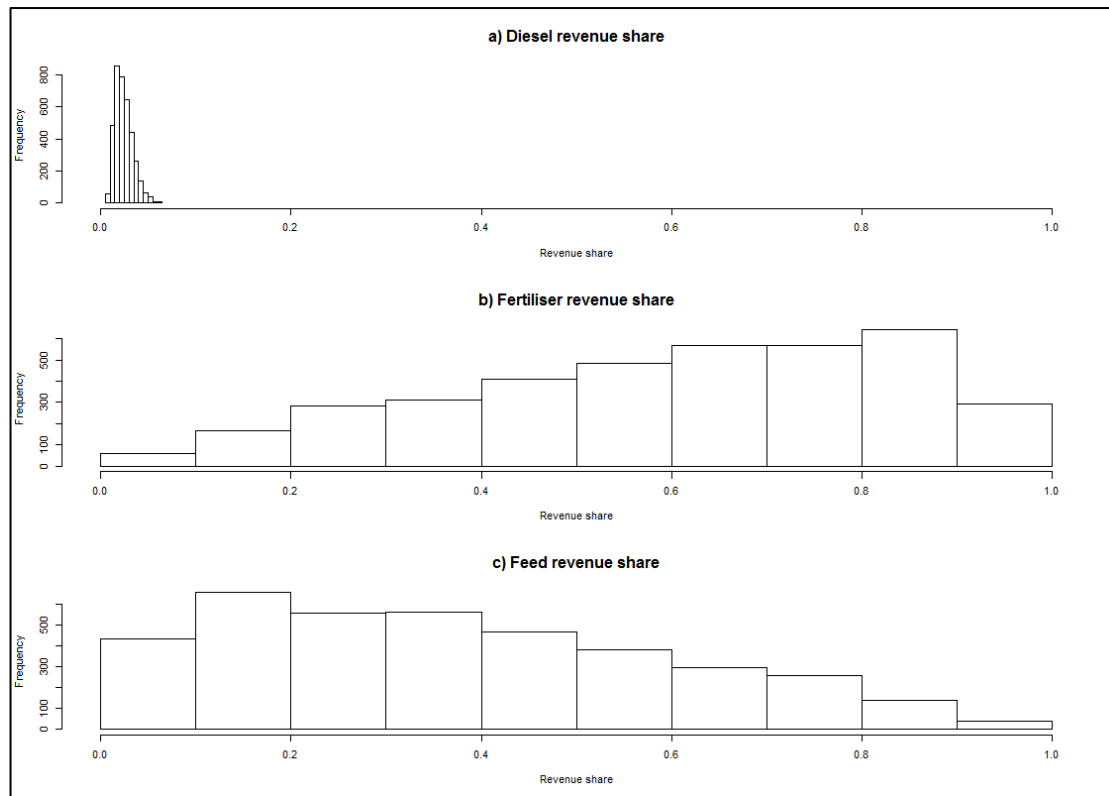 a) Diesel revenue share
Frequency
800
600
400
200
0
0.0 0.2 0.4 0.6 0.8 1.0
Revenue share
b) Fertiliser revenue share
Frequency
500
300
100
0
0.0 0.2 0.4 0.6 0.8 1.0
Revenue share
c) Feed revenue share
Frequency
500
300
100
0
0.0 0.2 0.4 0.6 0.8 1.0
Revenue share